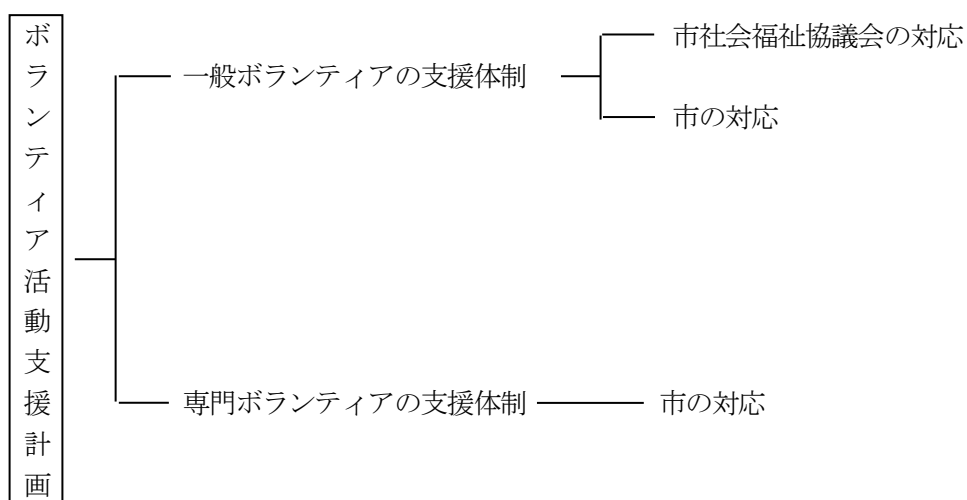 ボランティア活動支援計画
一般ボランティアの支援体制
市社会福祉協議会の対応
市の対応
専門ボランティアの支援体制
市の対応